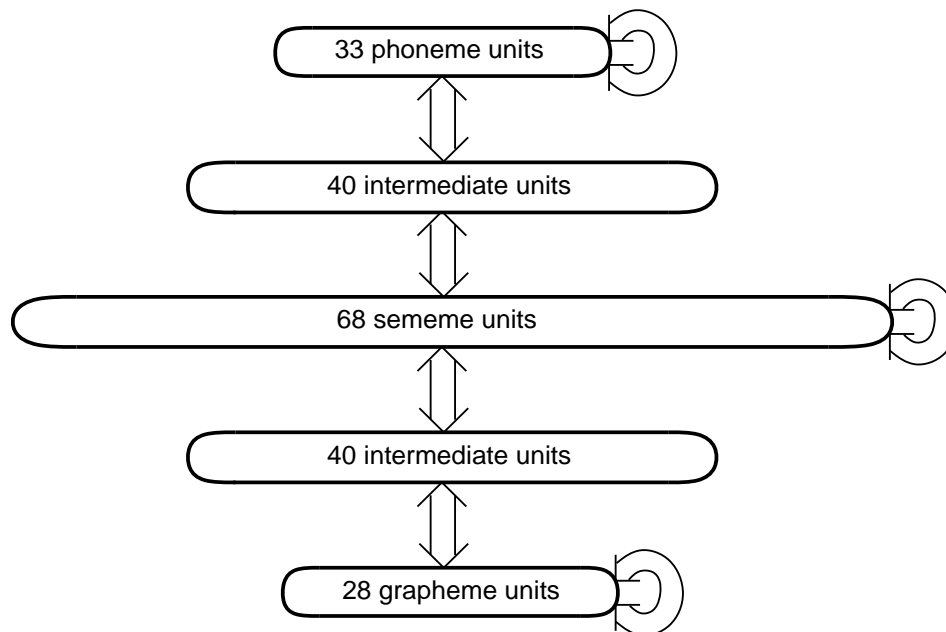 33 phoneme units
40 intermediate units
68 sememe units
40 intermediate units
28 grapheme units